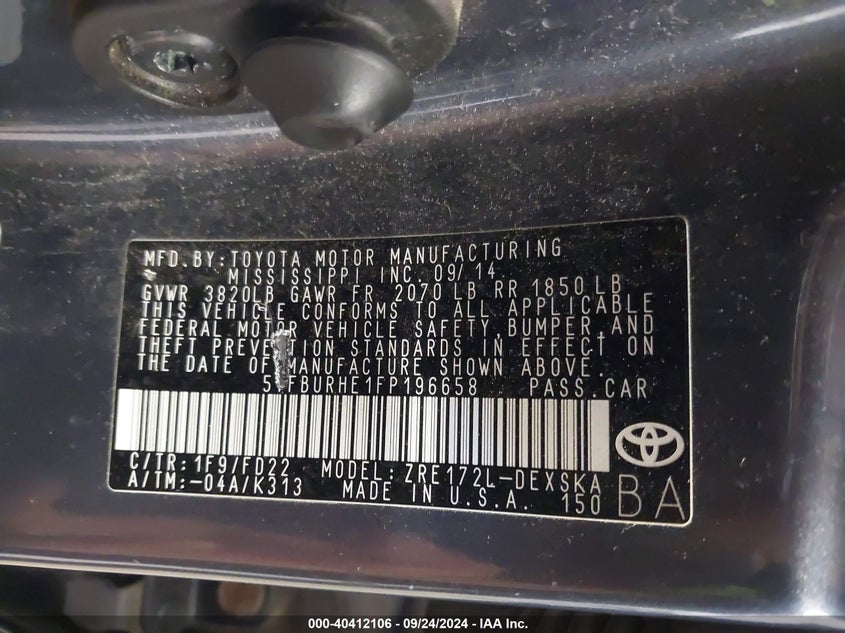 MFD. BY: TOYOTA MOTOR MANUFACTURING
MISSISSIPPI INC. 09/14
GVWR 3820LB GAWR FR 2070 LB RR 1850 LB
THIS VEHICLE CONFORMS TO ALL APPLICABLE
FEDERAL MOTOR VEHICLE SAFETY, BUMPER, AND
THEFT PREVENTION STANDARDS IN EFFECT ON
THE DATE OF MANUFACTURE SHOWN ABOVE.
PASS. CAR
C/TR: 1F9/FD22 MODEL: ZRE172L-DEXSKA
A/TM: -04A/K313 MADE IN U.S.A. 150
BA
000-40412106 - 09/24/2024 - IAA Inc.